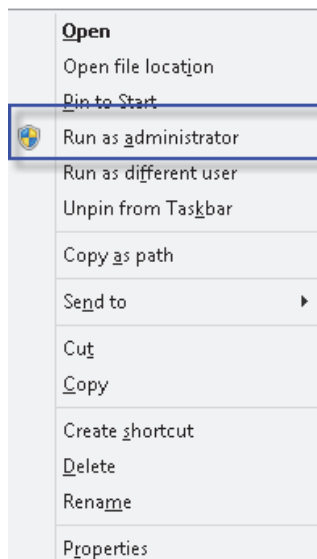 Open
Open file location
Pin to Start
Run as administrator
Run as different user
Unpin from Taskbar
Copy as path
Send to
Cut
Copy
Create shortcut
Delete
Rename
Properties